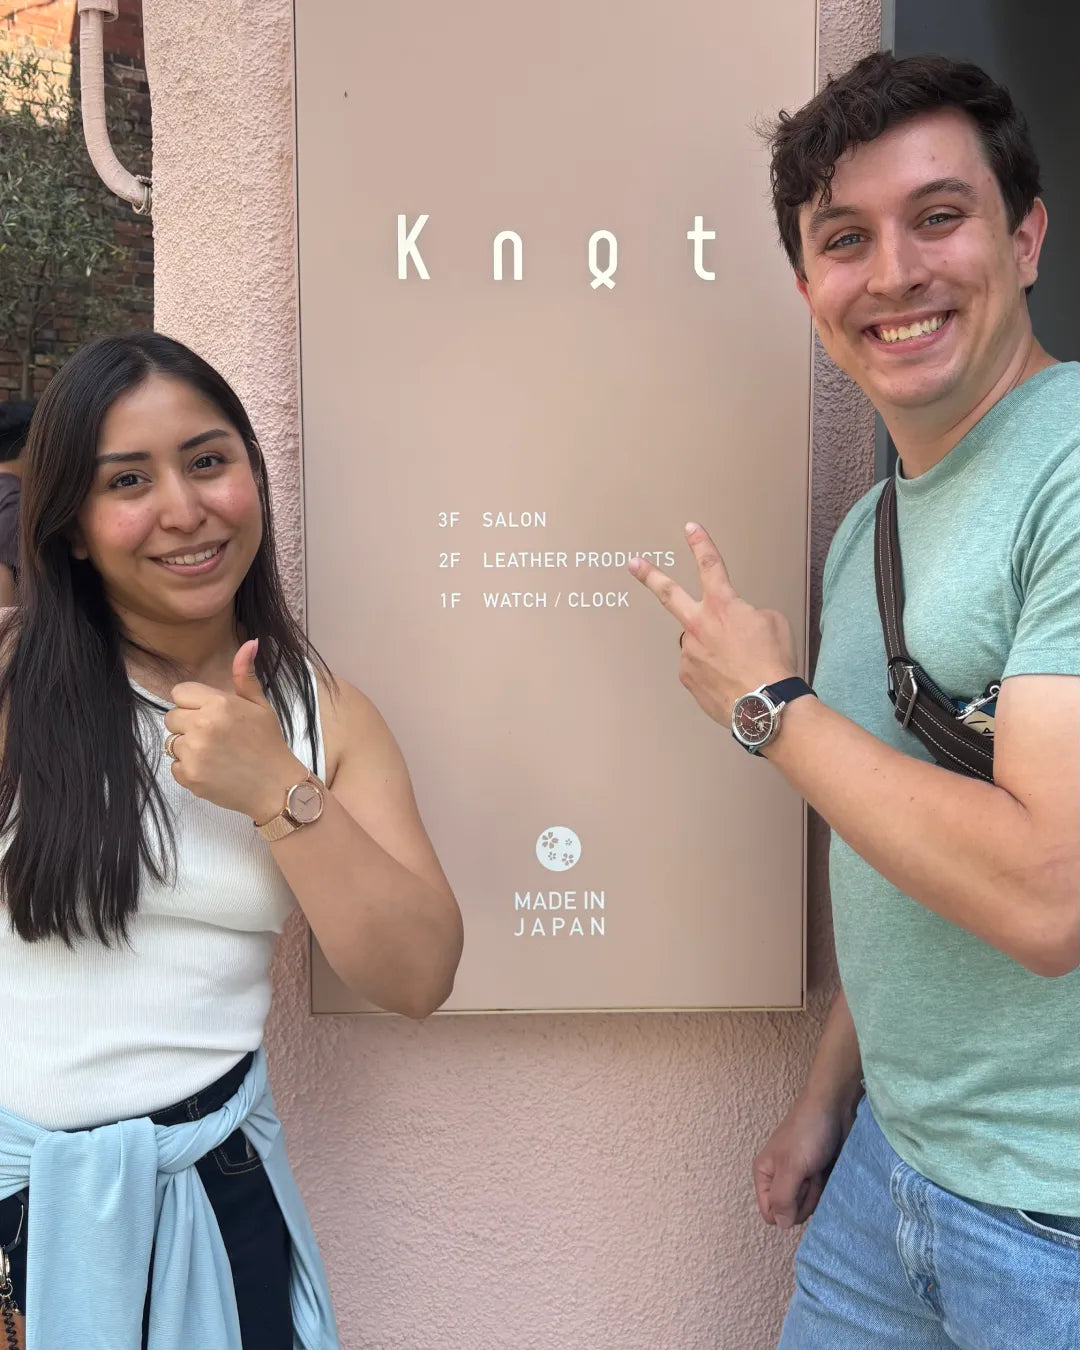 Knot
3F SALON
2F LEATHER PRODUCTS
1F WATCH / CLOCK
MADE IN
JAPAN